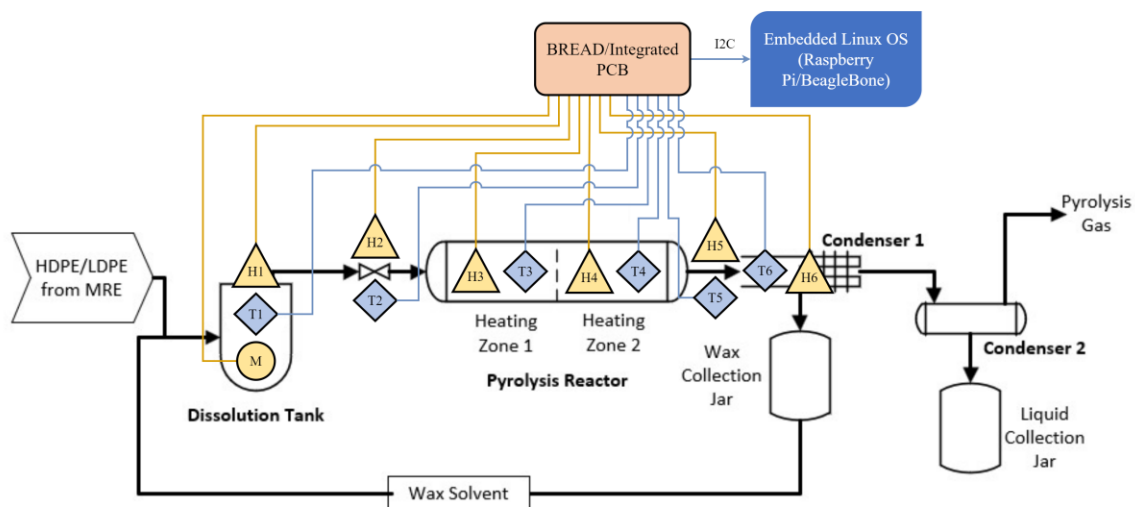 BREAD/Integrated
PCB
I2C
Embedded Linux OS
(Raspberry
Pi/BeagleBone)
HDPE/LDPE
from MRE
H1
T1
M
Dissolution Tank
H2
T2
H3
T3
H4
T4
Heating
Zone 1
Heating
Zone 2
Pyrolysis Reactor
H5
T5
T6
H6
Condenser 1
Pyrolysis
Gas
Wax
Collection
Jar
Condenser 2
Liquid
Collection
Jar
Wax Solvent